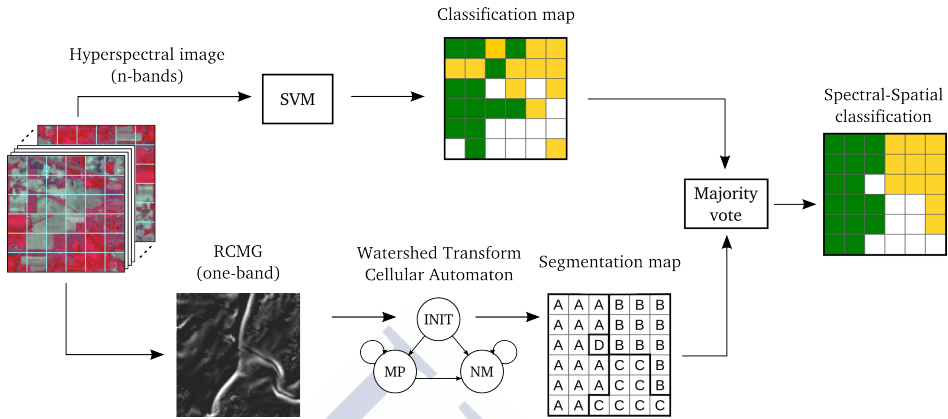 Classification map
Hyperspectral image
(n-bands)
SVM
Spectral-Spatial
classification
Majority
vote
RCMG
(one-band)
Watershed Transform
Cellular Automaton
Segmentation map
INIT
MP
NM
A A A B B B
A A A B B B
A A D B B B
A A A C C B
A A A C C B
A A C C C C